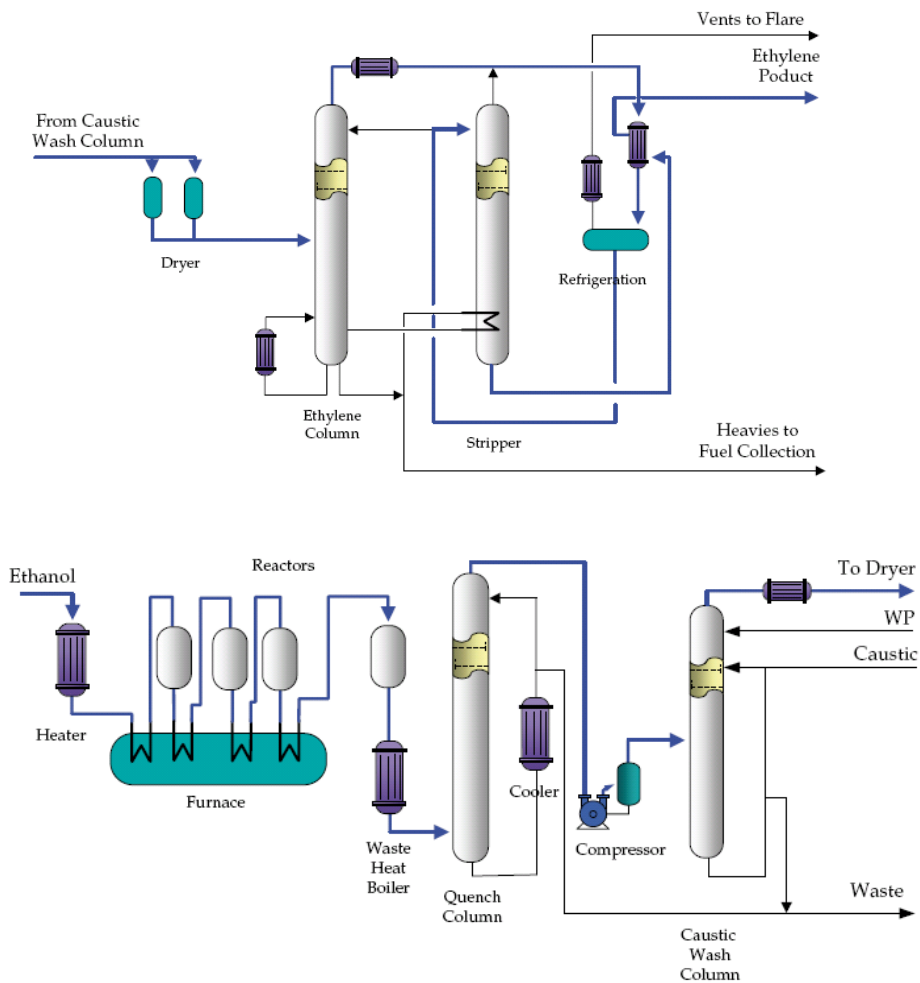 Vents to Flare
Ethylene
Poduct
From Caustic
Wash Column
Dryer
Refrigeration
Ethylene
Column
Stripper
Heavies to
Fuel Collection
Ethanol
Reactors
To Dryer
WP
Caustic
Heater
Furnace
Cooler
Compressor
Waste
Heat
Boiler
Quench
Column
Waste
Caustic
Wash
Column